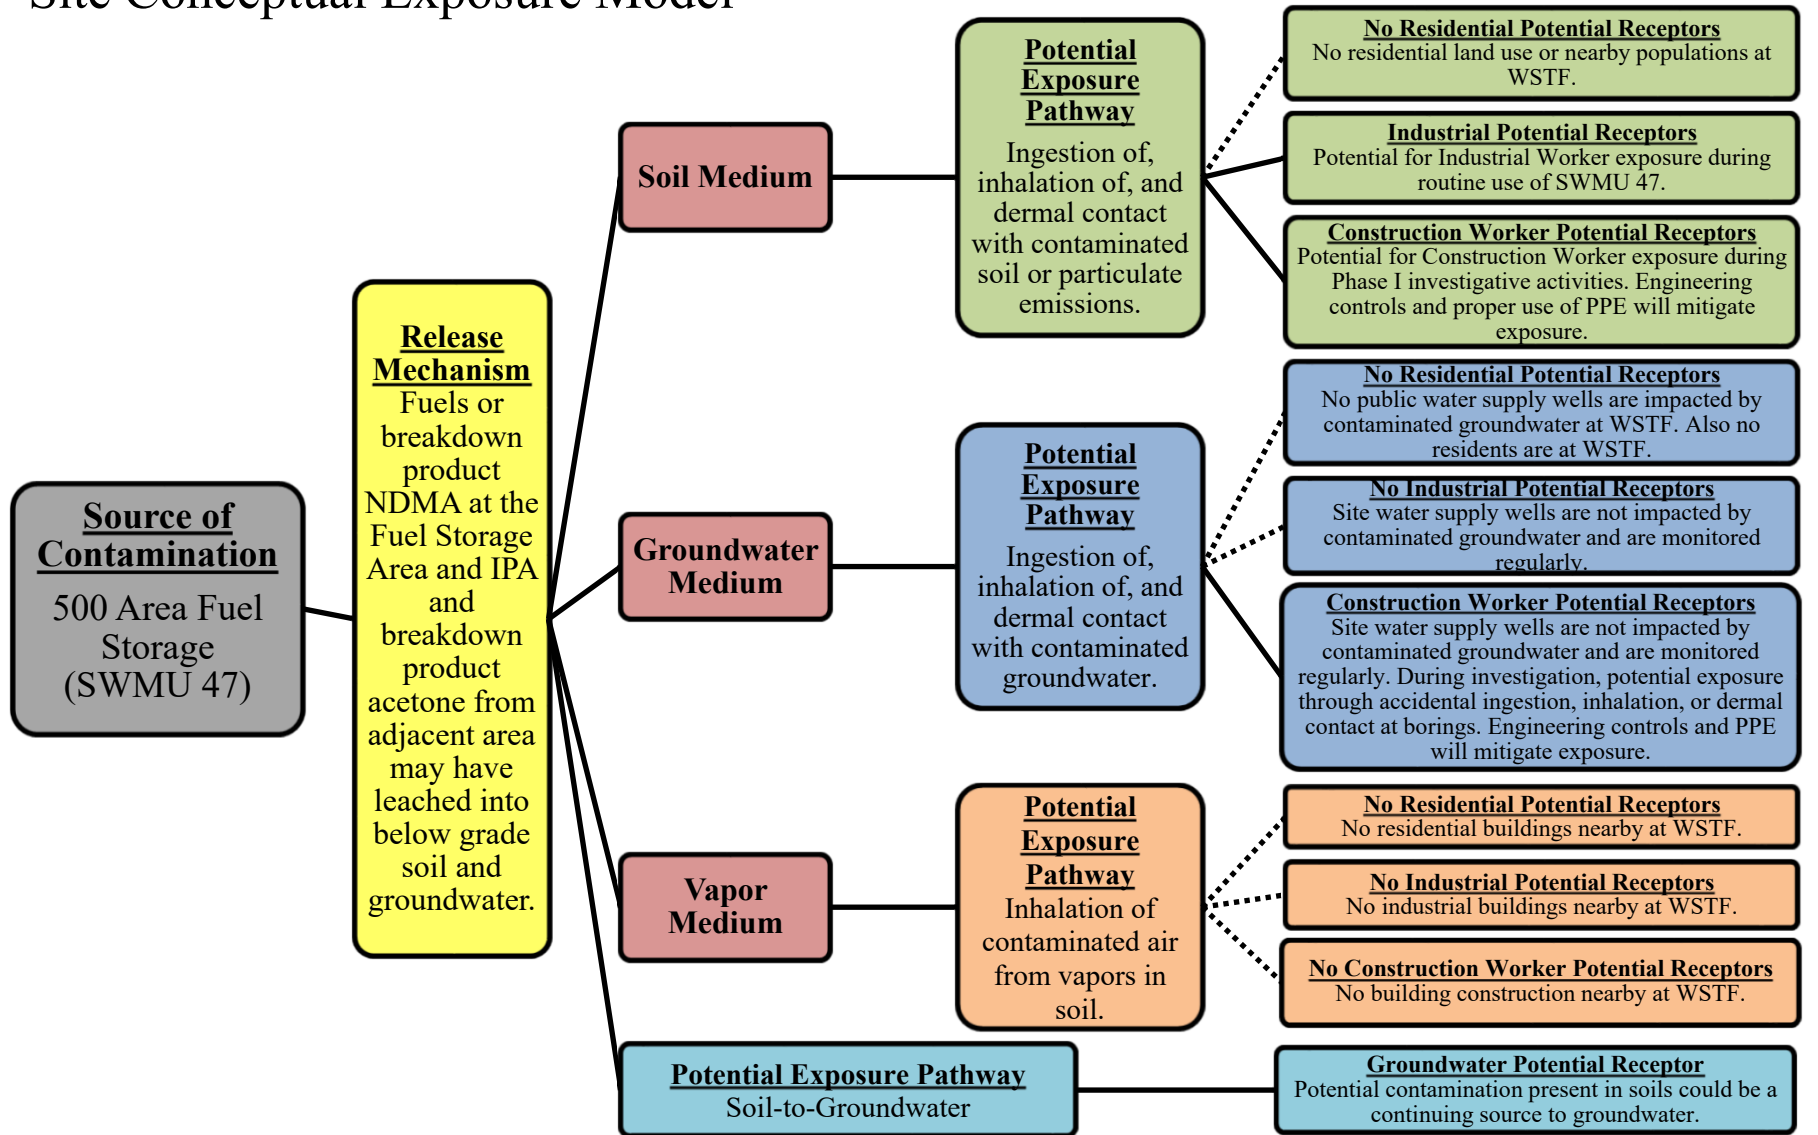 Site Conceptual Exposure Model
Source of
Contamination
500 Area Fuel
Storage
(SWMU 47)
Release
Mechanism
Fuels or
breakdown
product
NDMA at the
Fuel Storage
Area and IPA
and
breakdown
product
acetone from
adjacent area
may have
leached into
below grade
soil and
groundwater.
Soil Medium
Potential
Exposure
Pathway
Ingestion of,
inhalation of, and
dermal contact
with contaminated
soil or particulate
emissions.
No Residential Potential Receptors
No residential land use or nearby populations at
WSTF.
Industrial Potential Receptors
Potential for Industrial Worker exposure during
routine use of SWMU 47.
Construction Worker Potential Receptors
Potential for Construction Worker exposure during
Phase I investigative activities. Engineering
controls and proper use of PPE will mitigate
exposure.
Groundwater
Medium
Potential
Exposure
Pathway
Ingestion of,
inhalation of, and
dermal contact
with contaminated
groundwater.
No Residential Potential Receptors
No public water supply wells are impacted by
contaminated groundwater at WSTF. Also no
residents are at WSTF.
No Industrial Potential Receptors
Site water supply wells are not impacted by
contaminated groundwater and are monitored
regularly.
Construction Worker Potential Receptors
Site water supply wells are not impacted by
contaminated groundwater and are monitored
regularly. During investigation, potential exposure
through accidental ingestion, inhalation, or dermal
contact at borings. Engineering controls and PPE
will mitigate exposure.
Vapor
Medium
Potential
Exposure
Pathway
Inhalation of
contaminated air
from vapors in
soil.
No Residential Potential Receptors
No residential buildings nearby at WSTF.
No Industrial Potential Receptors
No industrial buildings nearby at WSTF.
No Construction Worker Potential Receptors
No building construction nearby at WSTF.
Potential Exposure Pathway
Soil-to-Groundwater
Groundwater Potential Receptor
Potential contamination present in soils could be a
continuing source to groundwater.